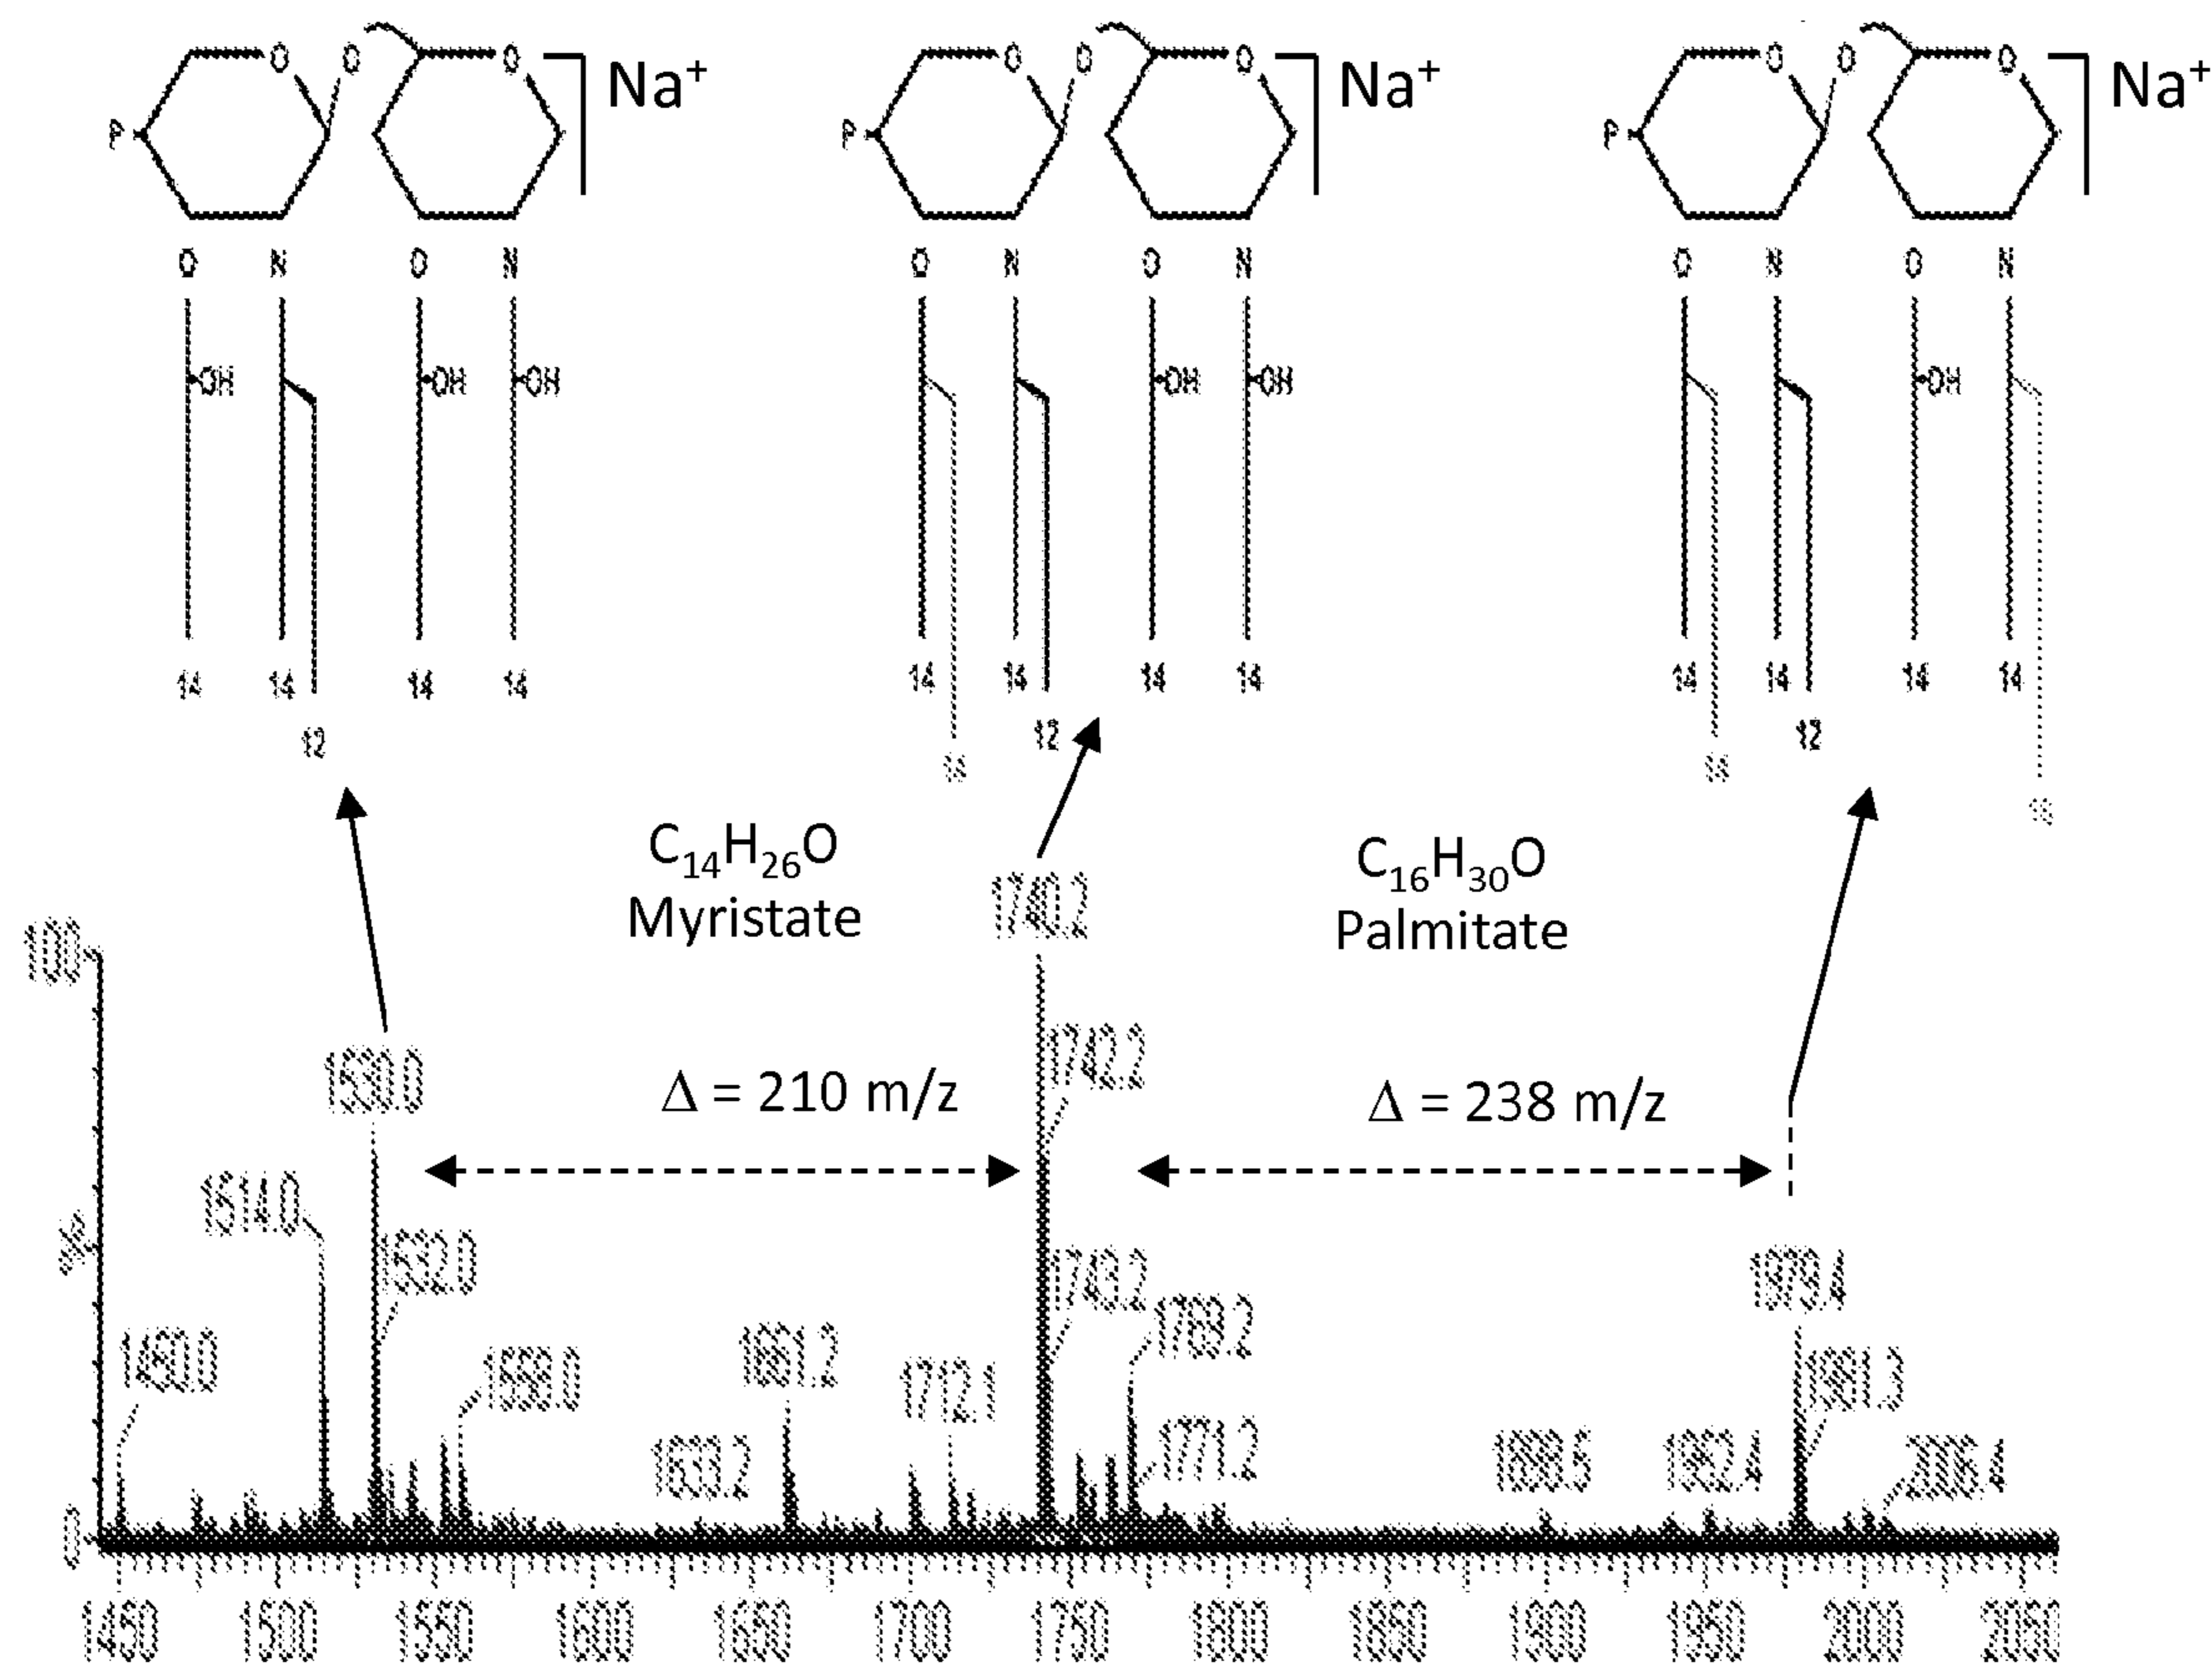 O O O Na⁺
O O O Na⁺
O O O Na⁺
P
P
P
O N O N
O N O N
O N O N
OH OH OH
OH OH
OH
14 14 14 14
14 14 14 14
14 14 14 14
12
12
12
C₁₄H₂₆O
Myristate
C₁₆H₃₀O
Palmitate
1740.2
100
1742.2
1530.0
Δ = 210 m/z
Δ = 238 m/z
1514.0
%
1532.0
1743.2
1979.4
1769.2
1450.0
1558.0
1651.2
1712.1
1981.3
1633.2
1771.2
1952.4
2006.4
0
1450 1500 1550 1600 1650 1700 1750 1800 1850 1900 1950 2000 2050